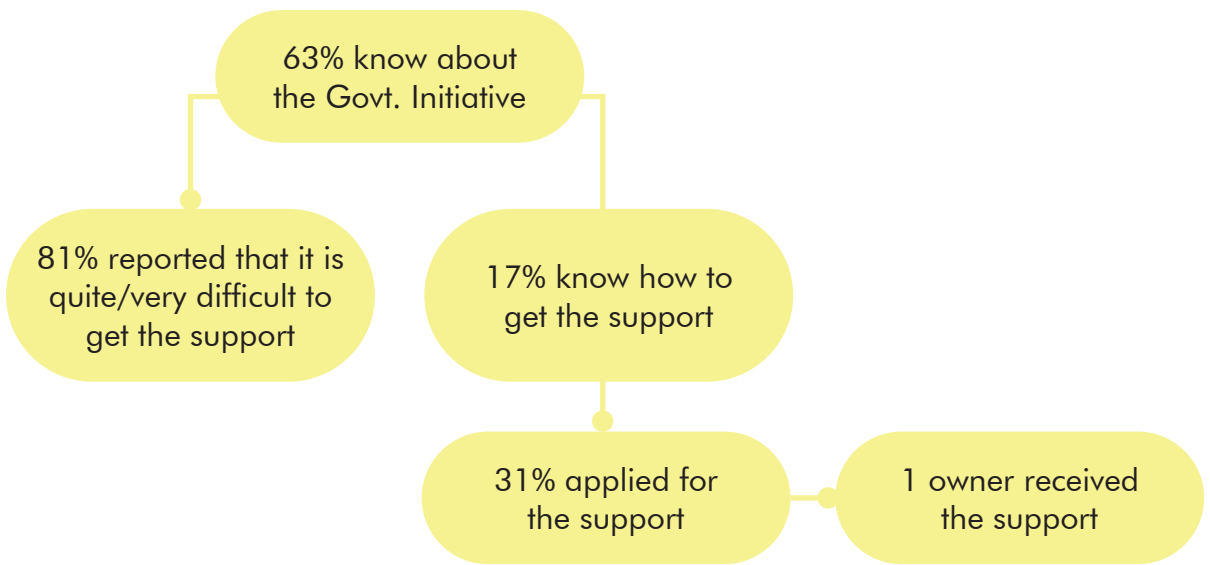 63% know about
the Govt. Initiative
81% reported that it is
quite/very difficult to
get the support
17% know how to
get the support
31% applied for
the support
1 owner received
the support